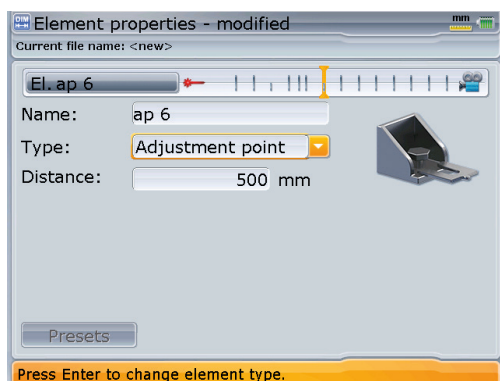 DIM
Element properties - modified
mm
Current file name: <new>
El. ap 6
Name: ap 6
Type: Adjustment point
Distance: 500 mm
Presets
Press Enter to change element type.